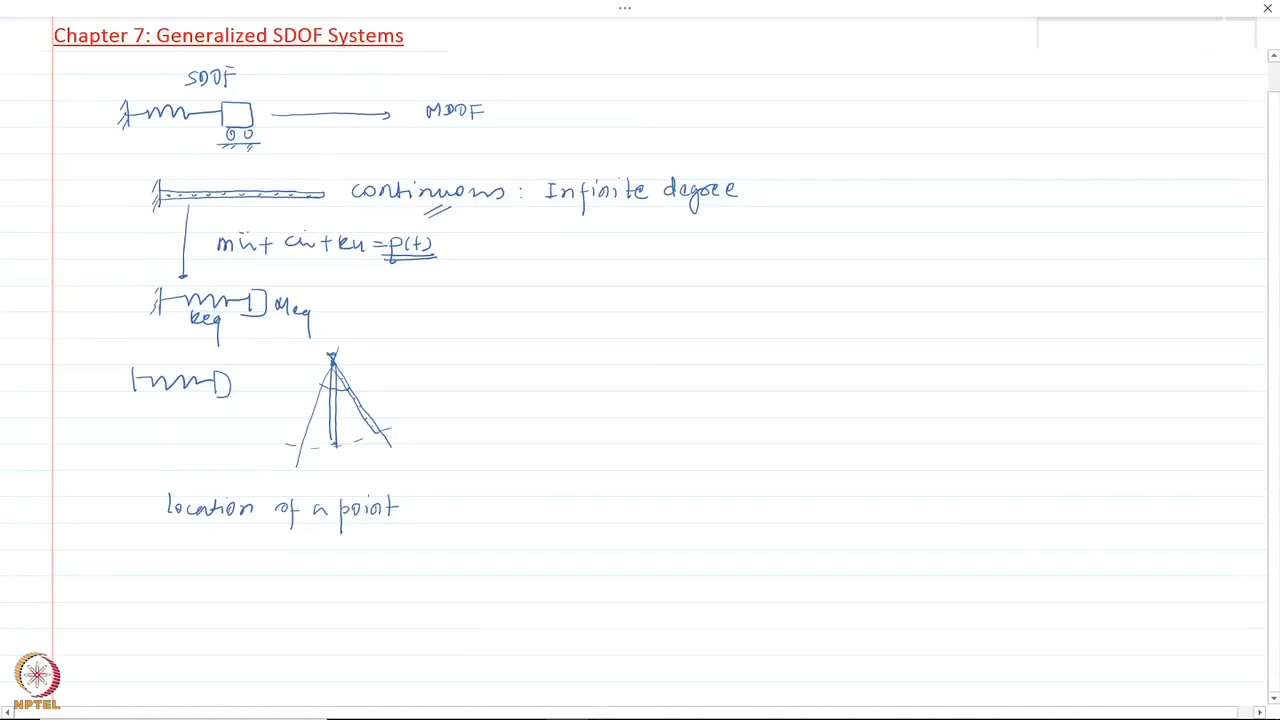 Chapter 7: Generalized SDOF Systems
SDOF
MDOF
continuous : Infinite degree
mü + cu̇ + ku = p(t)
keq Meq
location of a point
NPTEL